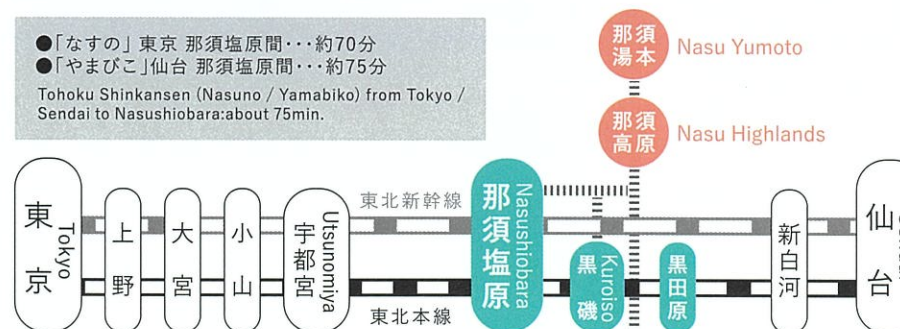 ●「なすの」東京 那須塩原間･･･約70分
●「やまびこ」仙台 那須塩原間･･･約75分
Tohoku Shinkansen (Nasuno / Yamabiko) from Tokyo /
Sendai to Nasushiobara:about 75min.
那須
湯本
Nasu Yumoto
那須
高原
Nasu Highlands
東北新幹線
東京
Tokyo
上野
大宮
小山
宇都宮
Utsunomiya
那須塩原
Nasushiobara
黒磯
Kuroiso
黒田原
新白河
仙台
東北本線